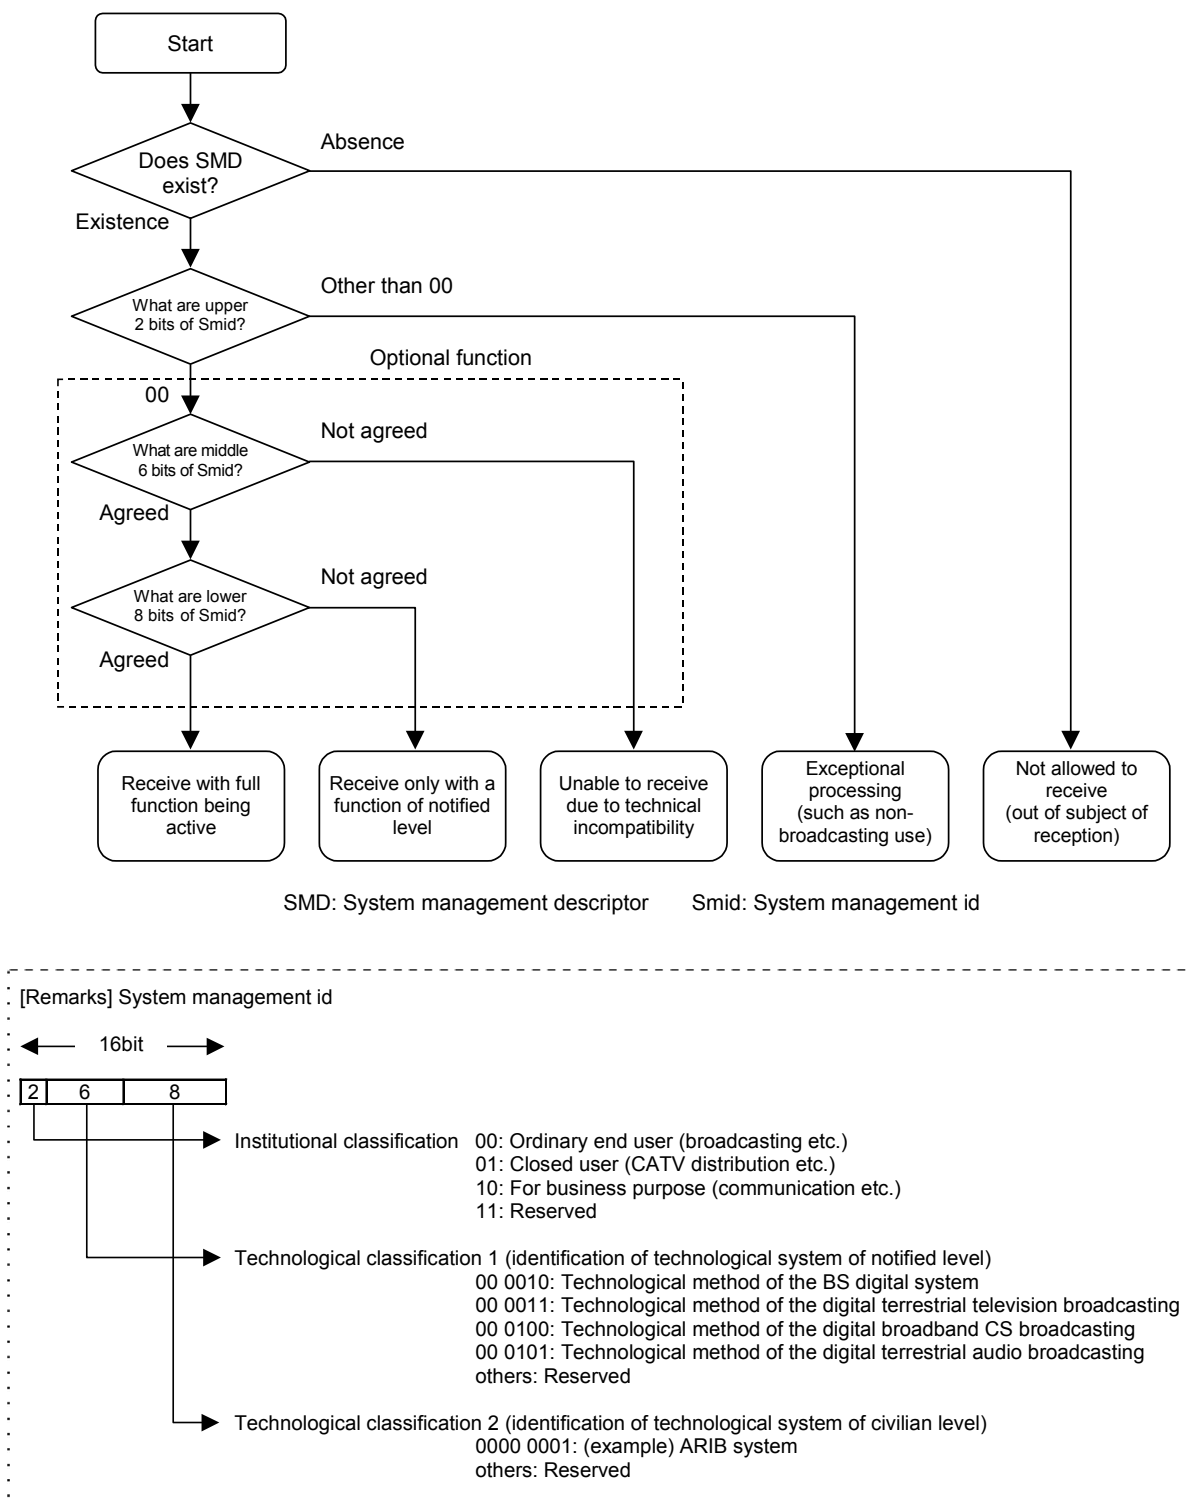 Start
Does SMD
exist?
Absence
Existence
What are upper
2 bits of Smid?
Other than 00
Optional function
00
What are middle
6 bits of Smid?
Not agreed
Agreed
What are lower
8 bits of Smid?
Not agreed
Agreed
Receive with full
function being
active
Receive only with a
function of notified
level
Unable to receive
due to technical
incompatibility
Exceptional
processing
(such as non-
broadcasting use)
Not allowed to
receive
(out of subject of
reception)
SMD: System management descriptor Smid: System management id
[Remarks] System management id
16bit
2 6 8
Institutional classification 00: Ordinary end user (broadcasting etc.)
01: Closed user (CATV distribution etc.)
10: For business purpose (communication etc.)
11: Reserved
Technological classification 1 (identification of technological system of notified level)
00 0010: Technological method of the BS digital system
00 0011: Technological method of the digital terrestrial television broadcasting
00 0100: Technological method of the digital broadband CS broadcasting
00 0101: Technological method of the digital terrestrial audio broadcasting
others: Reserved
Technological classification 2 (identification of technological system of civilian level)
0000 0001: (example) ARIB system
others: Reserved